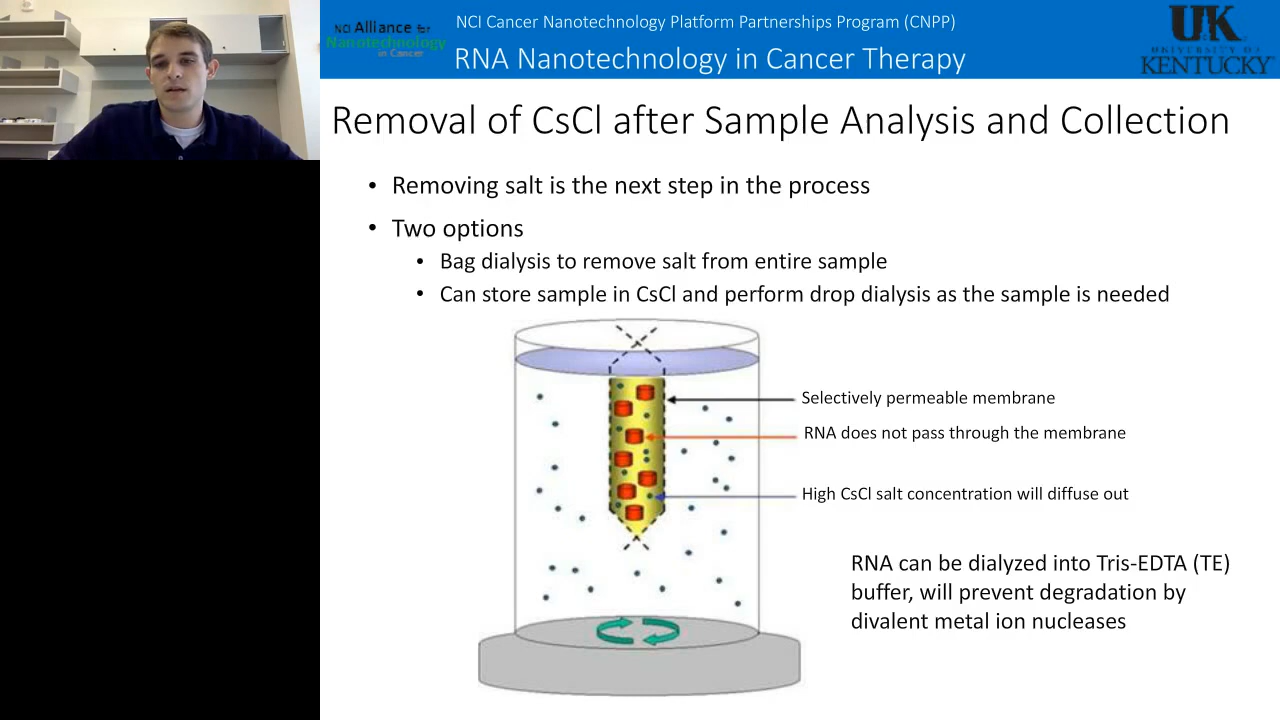 NCI Alliance for
Nanotechnology
in Cancer
NCI Cancer Nanotechnology Platform Partnerships Program (CNPP)
RNA Nanotechnology in Cancer Therapy
UK
UNIVERSITY OF
KENTUCKY
Removal of CsCl after Sample Analysis and Collection
• Removing salt is the next step in the process
• Two options
• Bag dialysis to remove salt from entire sample
• Can store sample in CsCl and perform drop dialysis as the sample is needed
Selectively permeable membrane
RNA does not pass through the membrane
High CsCl salt concentration will diffuse out
RNA can be dialyzed into Tris-EDTA (TE)
buffer, will prevent degradation by
divalent metal ion nucleases